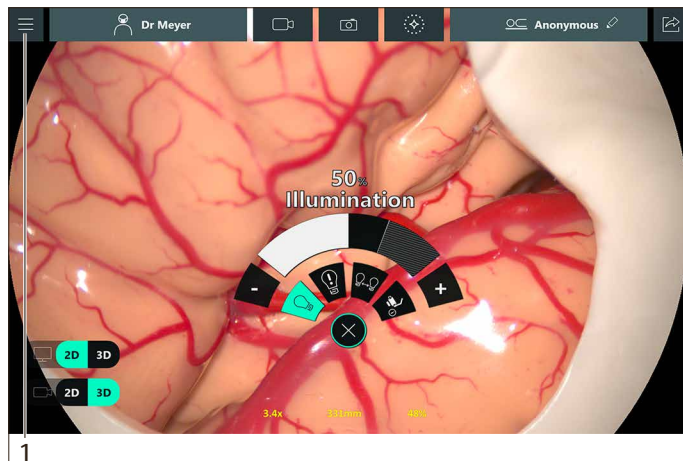 Dr Meyer
Anonymous
50%
Illumination
- +
2D 3D
2D 3D
3.4x 331mm 48%
1